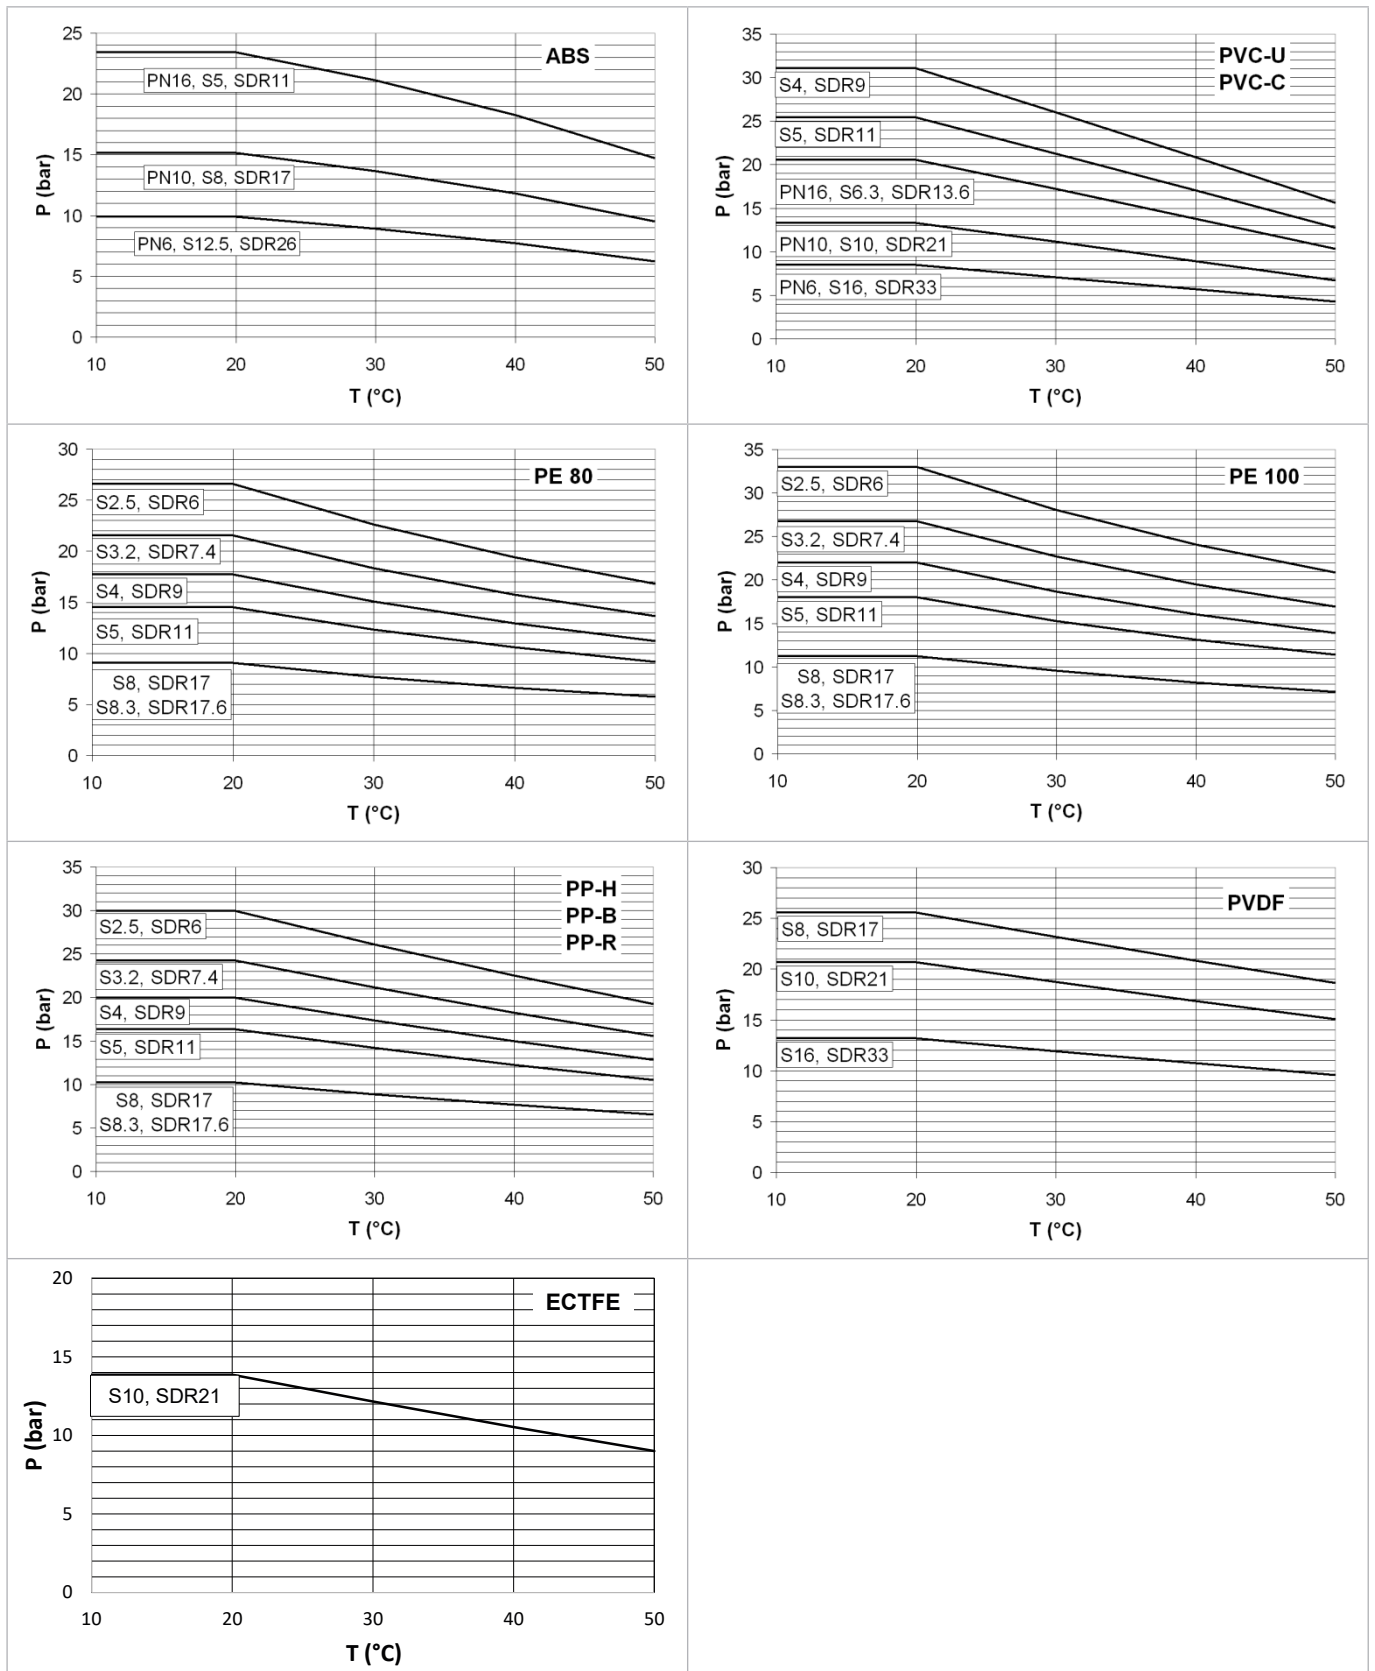 25
20
15
10
5
0
P (bar)
ABS
PN16, S5, SDR11
PN10, S8, SDR17
PN6, S12.5, SDR26
10 20 30 40 50
T (°C)
35
30
25
20
15
10
5
0
P (bar)
PVC-U
PVC-C
S4, SDR9
S5, SDR11
PN16, S6.3, SDR13.6
PN10, S10, SDR21
PN6, S16, SDR33
10 20 30 40 50
T (°C)
30
25
20
15
10
5
0
P (bar)
PE 80
S2.5, SDR6
S3.2, SDR7.4
S4, SDR9
S5, SDR11
S8, SDR17
S8.3, SDR17.6
10 20 30 40 50
T (°C)
35
30
25
20
15
10
5
0
P (bar)
PE 100
S2.5, SDR6
S3.2, SDR7.4
S4, SDR9
S5, SDR11
S8, SDR17
S8.3, SDR17.6
10 20 30 40 50
T (°C)
35
30
25
20
15
10
5
0
P (bar)
PP-H
PP-B
PP-R
S2.5, SDR6
S3.2, SDR7.4
S4, SDR9
S5, SDR11
S8, SDR17
S8.3, SDR17.6
10 20 30 40 50
T (°C)
30
25
20
15
10
5
0
P (bar)
PVDF
S8, SDR17
S10, SDR21
S16, SDR33
10 20 30 40 50
T (°C)
20
15
10
5
0
P (bar)
ECTFE
S10, SDR21
10 20 30 40 50
T (°C)